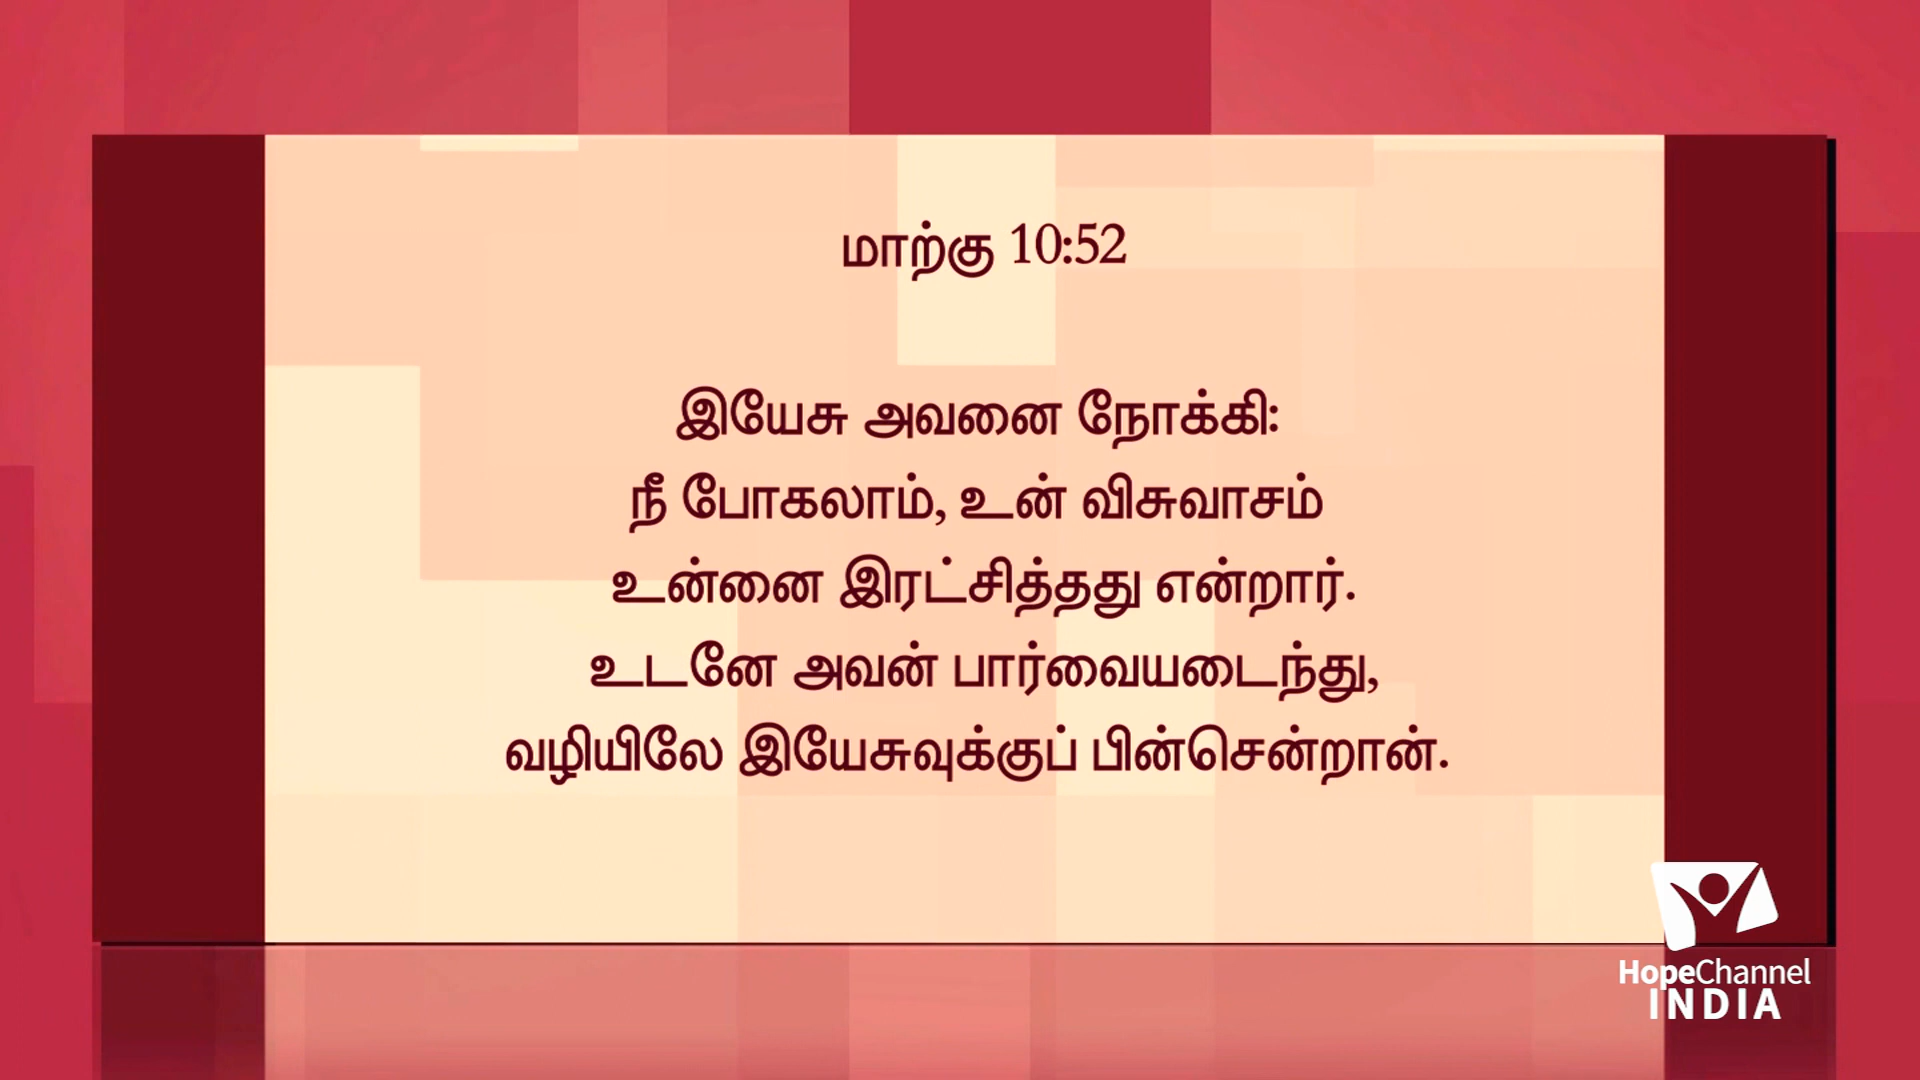 மாற்கு 10:52
இயேசு அவனை நோக்கி:
நீ போகலாம், உன் விசுவாசம்
உன்னை இரட்சித்தது என்றார்.
உடனே அவன் பார்வையடைந்து,
வழியிலே இயேசுவுக்குப் பின்சென்றான்.
HopeChannel
INDIA